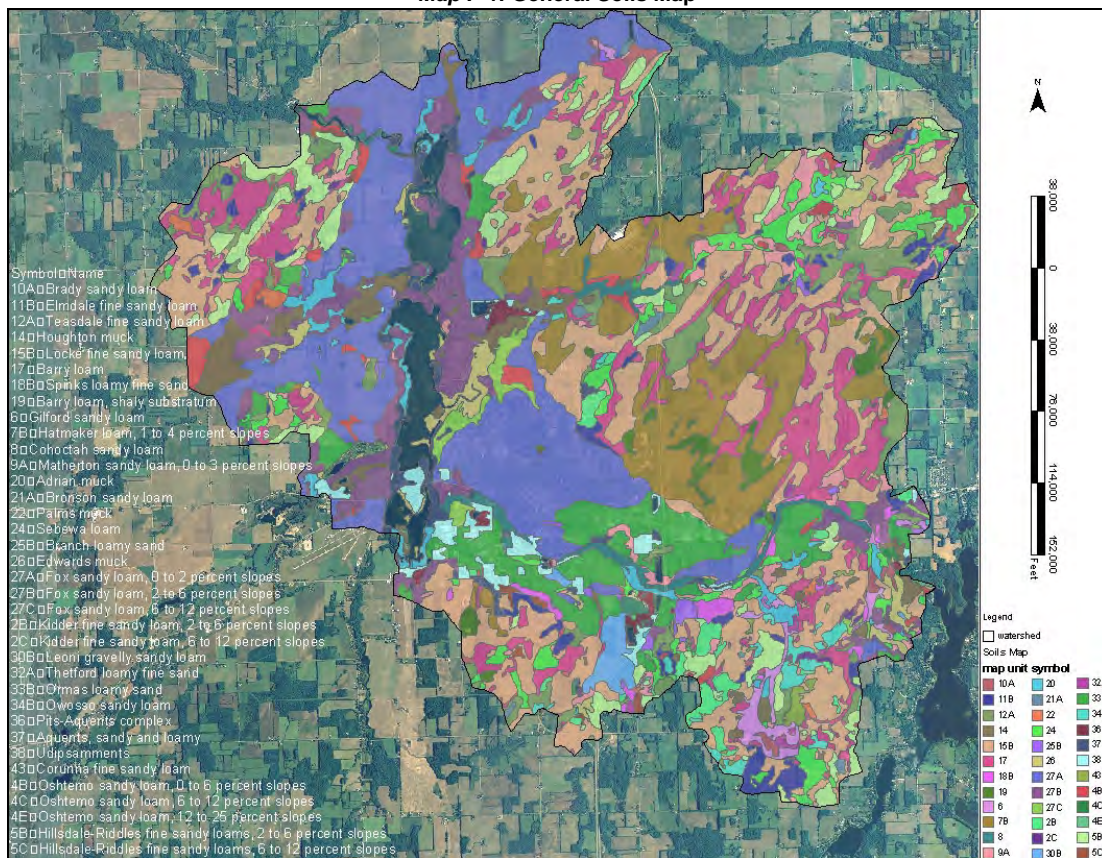 Map F-1: General Soils Map
N
38,0000
0
38,000
76,000
114,000
152,000
Feet
Symbol□Name
10A□Brady sandy loam
11B□Elmdale fine sandy loam
12A□Teasdale fine sandy loam
14□Houghton muck
15B□Locke fine sandy loam,
17□Barry loam
18B□Spinks loamy fine sand
19□Barry loam, shaly substratum
6□Gilford sandy loam
7B□Hatmaker loam, 1 to 4 percent slopes
8□Cohoctah sandy loam
9A□Matherton sandy loam, 0 to 3 percent slopes
20□Adrian muck
21A□Bronson sandy loam
22□Palms muck
24□Sebewa loam
25B□Branch loamy sand
26□Edwards muck
27A□Fox sandy loam, 0 to 2 percent slopes
27B□Fox sandy loam, 2 to 6 percent slopes
27C□Fox sandy loam, 6 to 12 percent slopes
2B□Kidder fine sandy loam, 2 to 6 percent slopes
2C□Kidder fine sandy loam, 6 to 12 percent slopes
30B□Leoni gravelly sandy loam
32A□Thetford loamy fine sand
33B□Ormas loamy sand
34B□Owosso sandy loam
36□Pits-Aquents complex
37□Aquents, sandy and loamy
38□Udipsamments
43□Corunna fine sandy loam
4B□Oshtemo sandy loam, 0 to 6 percent slopes
4C□Oshtemo sandy loam, 6 to 12 percent slopes
4E□Oshtemo sandy loam, 12 to 25 percent slopes
5B□Hillsdale-Riddles fine sandy loams, 2 to 6 percent slopes
5C□Hillsdale-Riddles fine sandy loams, 6 to 12 percent slopes
Legend
watershed
Soils Map
map unit symbol
10A 20 32
11B 21A 33
12A 22 34
14 24 36
15B 25B 37
17 26 38
18B 27A 43
19 27B 4B
6 27C 4C
7B 2B 4E
8 2C 5B
9A 30B 5C